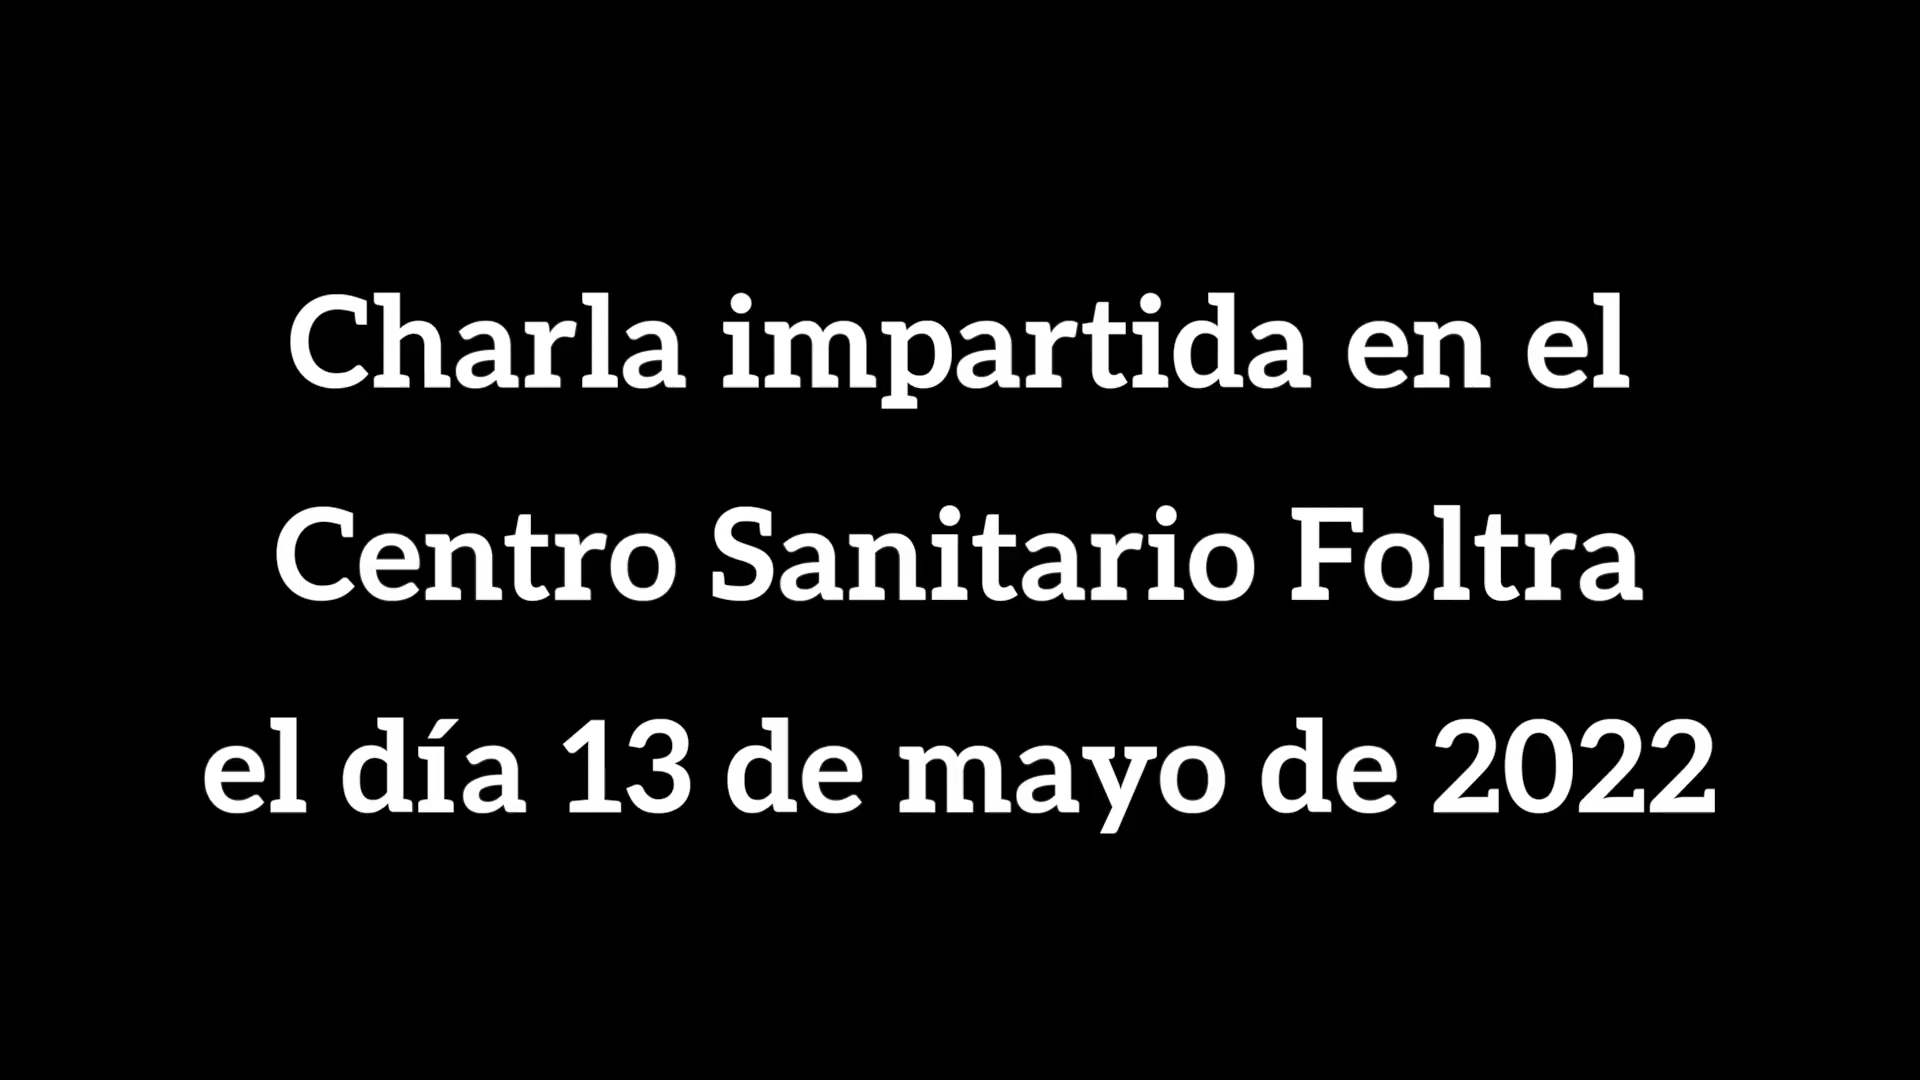 Charla impartida en el
Centro Sanitario Foltra
el día 13 de mayo de 2022